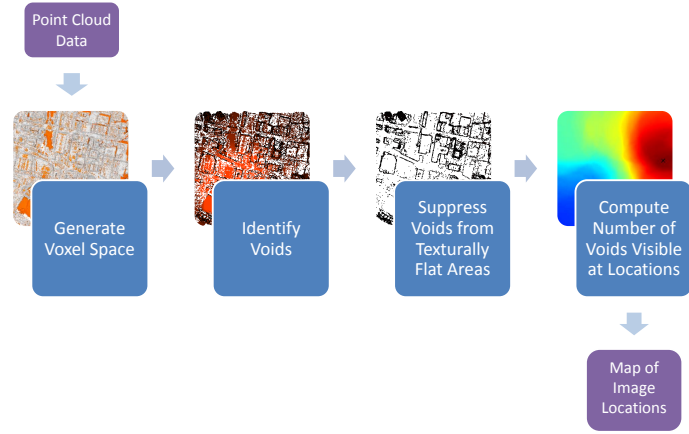 Point Cloud
Data
Generate
Voxel Space
Identify
Voids
Suppress
Voids from
Texturally
Flat Areas
Compute
Number of
Voids Visible
at Locations
Map of
Image
Locations